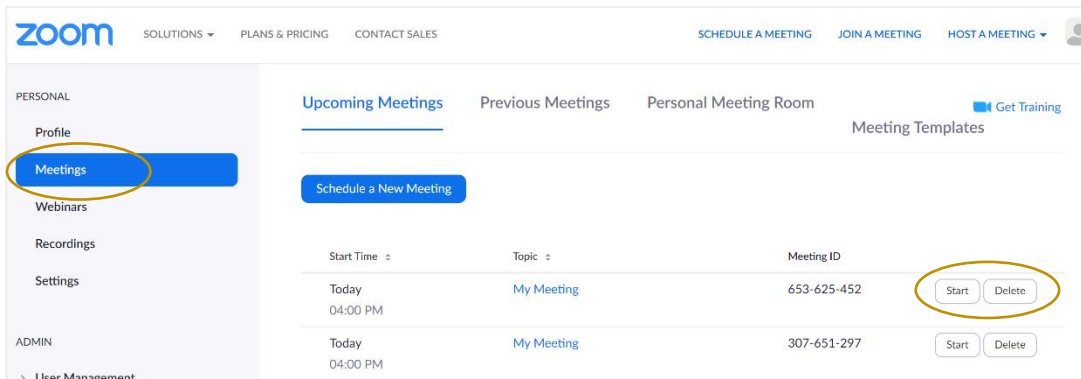 zoom SOLUTIONS PLANS & PRICING CONTACT SALES SCHEDULE A MEETING JOIN A MEETING HOST A MEETING
PERSONAL
Profile
Meetings
Webinars
Recordings
Settings
ADMIN
User Management
Upcoming Meetings Previous Meetings Personal Meeting Room Get Training
Meeting Templates
Schedule a New Meeting
Start Time Topic Meeting ID
Today My Meeting 653-625-452 Start Delete
04:00 PM
Today My Meeting 307-651-297 Start Delete
04:00 PM